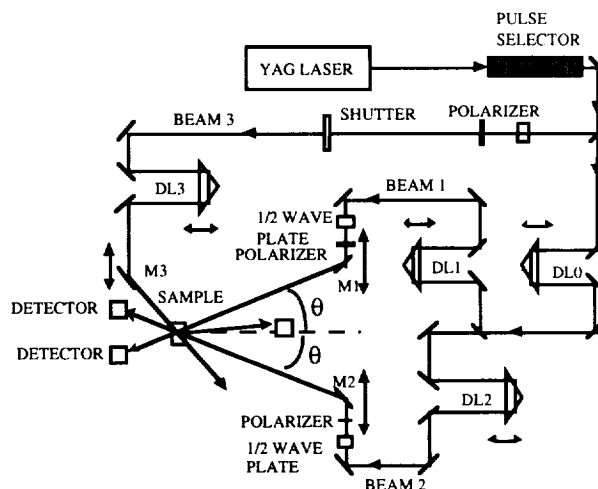 PULSE
SELECTOR
YAG LASER
SHUTTER
POLARIZER
BEAM 3
BEAM 1
DL3
1/2 WAVE
PLATE
POLARIZER
DL1
DL0
M3
SAMPLE
M1
DETECTOR
θ
DETECTOR
θ
M2
DL2
POLARIZER
1/2 WAVE
PLATE
BEAM 2